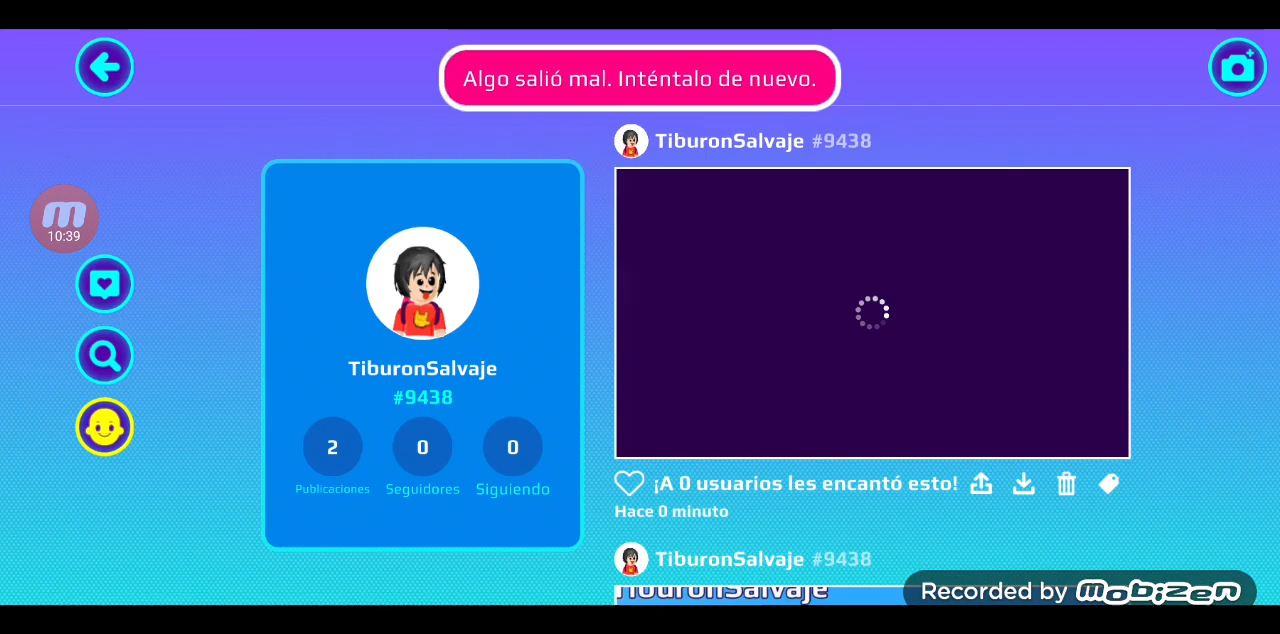 Algo salió mal. Inténtalo de nuevo.
TiburonSalvaje #9438
m
10:39
TiburonSalvaje
#9438
2 0 0
Publicaciones Seguidores Siguiendo
¡A 0 usuarios les encantó esto!
Hace 0 minuto
TiburonSalvaje #9438
TiburonSalvaje
Recorded by mobizen